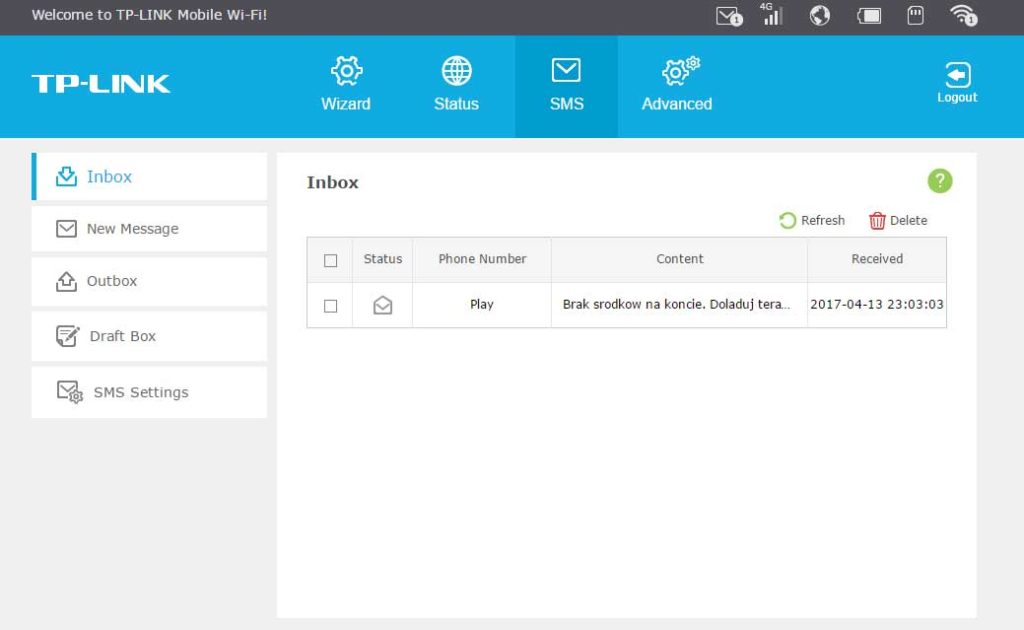 Welcome to TP-LINK Mobile Wi-Fi!
1
4G
1
TP-LINK
Wizard
Status
SMS
Advanced
Logout
Inbox
New Message
Outbox
Draft Box
SMS Settings
Inbox
?
Refresh
Delete
Status Phone Number Content Received
Play Brak srodkow na koncie. Doladuj tera... 2017-04-13 23:03:03